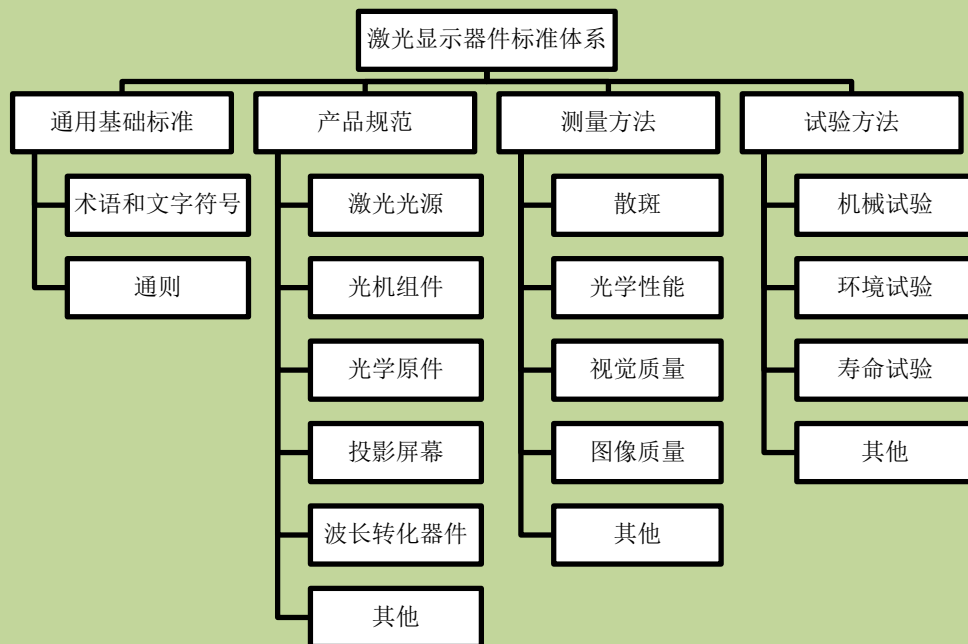 激光显示器件标准体系
通用基础标准
术语和文字符号
通则
产品规范
激光光源
光机组件
光学原件
投影屏幕
波长转化器件
其他
测量方法
散斑
光学性能
视觉质量
图像质量
其他
试验方法
机械试验
环境试验
寿命试验
其他